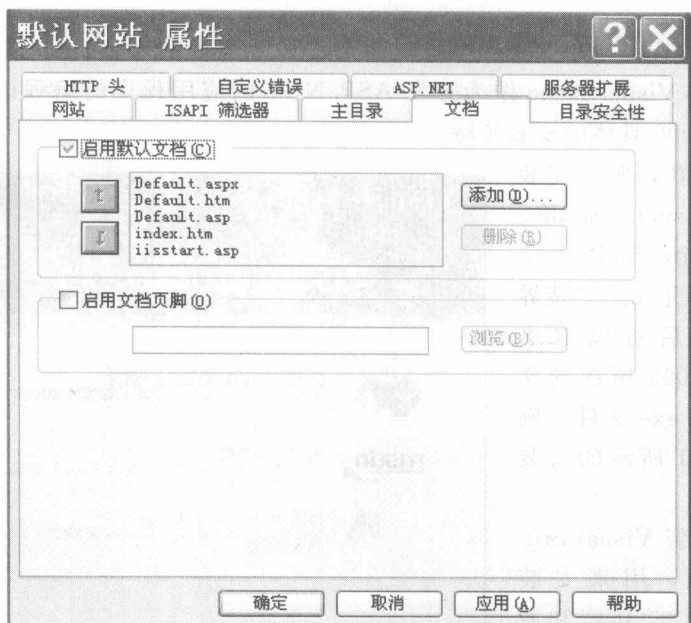 默认网站 属性
HTTP 头 自定义错误 ASP.NET 服务器扩展
网站 ISAPI 筛选器 主目录 文档 目录安全性
启用默认文档(C)
Default.aspx
Default.htm
Default.asp
index.htm
iisstart.asp
添加(D)...
删除(R)
启用文档页脚(O)
浏览(B)...
确定 取消 应用(A) 帮助